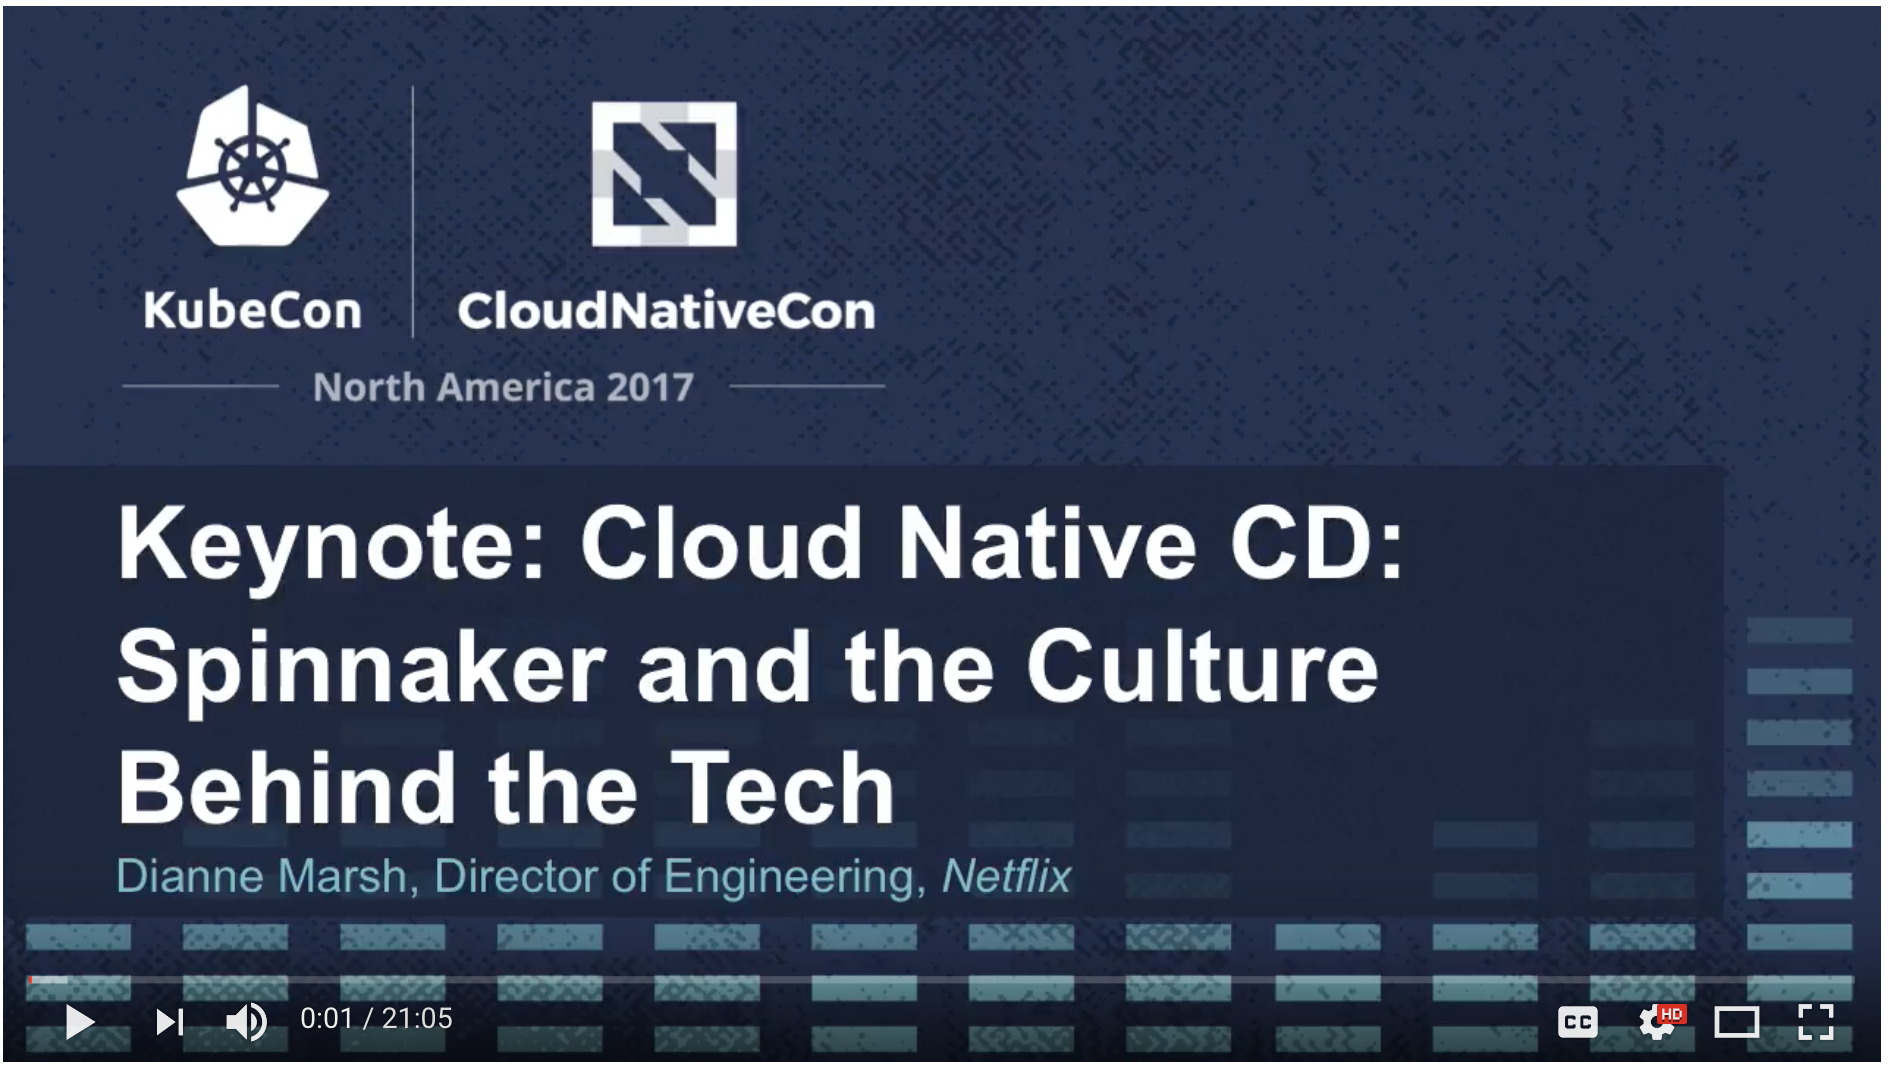 KubeCon
CloudNativeCon
North America 2017
Keynote: Cloud Native CD:
Spinnaker and the Culture
Behind the Tech
Dianne Marsh, Director of Engineering, Netflix
0:01 / 21:05
CC
HD